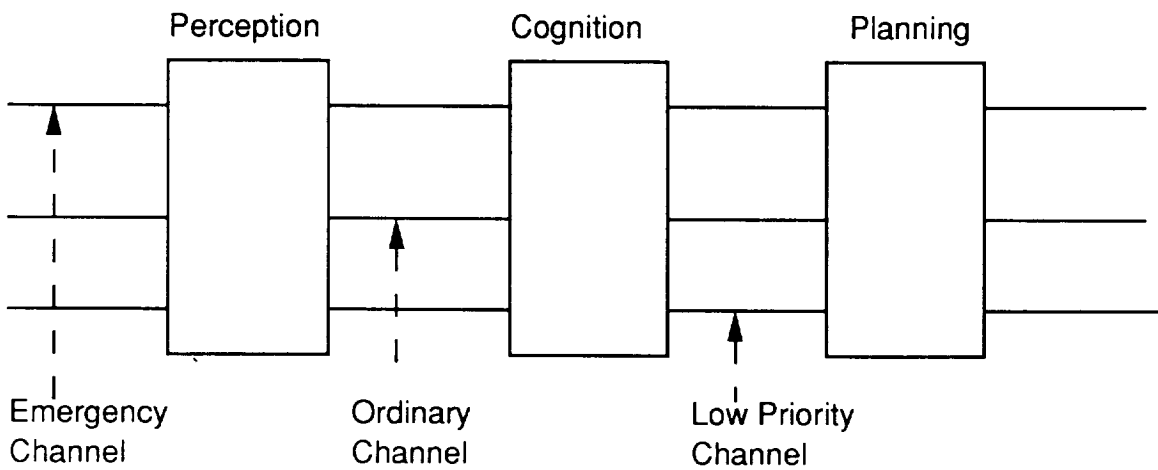 Perception
Cognition
Planning
Emergency
Channel
Ordinary
Channel
Low Priority
Channel